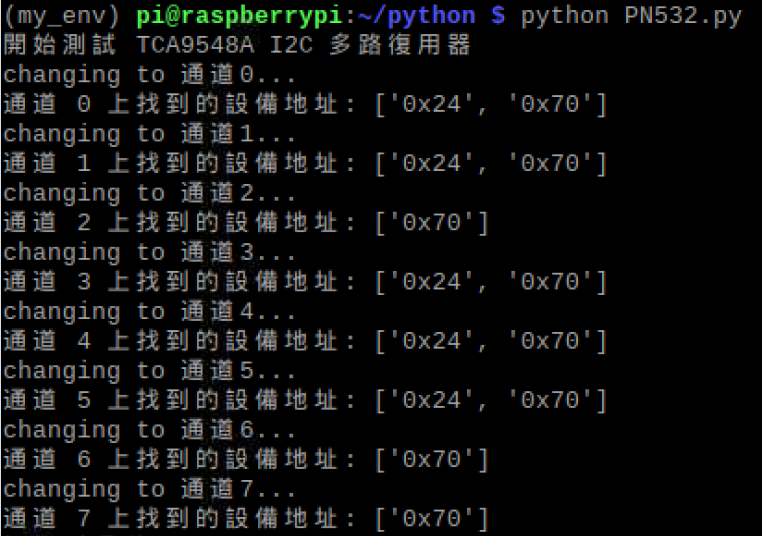 (my_env) pi@raspberrypi:~/python $ python PN532.py
開始測試 TCA9548A I2C 多路復用器
changing to 通道0...
通道 0 上找到的設備地址: ['0x24', '0x70']
changing to 通道1...
通道 1 上找到的設備地址: ['0x24', '0x70']
changing to 通道2...
通道 2 上找到的設備地址: ['0x70']
changing to 通道3...
通道 3 上找到的設備地址: ['0x24', '0x70']
changing to 通道4...
通道 4 上找到的設備地址: ['0x24', '0x70']
changing to 通道5...
通道 5 上找到的設備地址: ['0x24', '0x70']
changing to 通道6...
通道 6 上找到的設備地址: ['0x70']
changing to 通道7...
通道 7 上找到的設備地址: ['0x70']